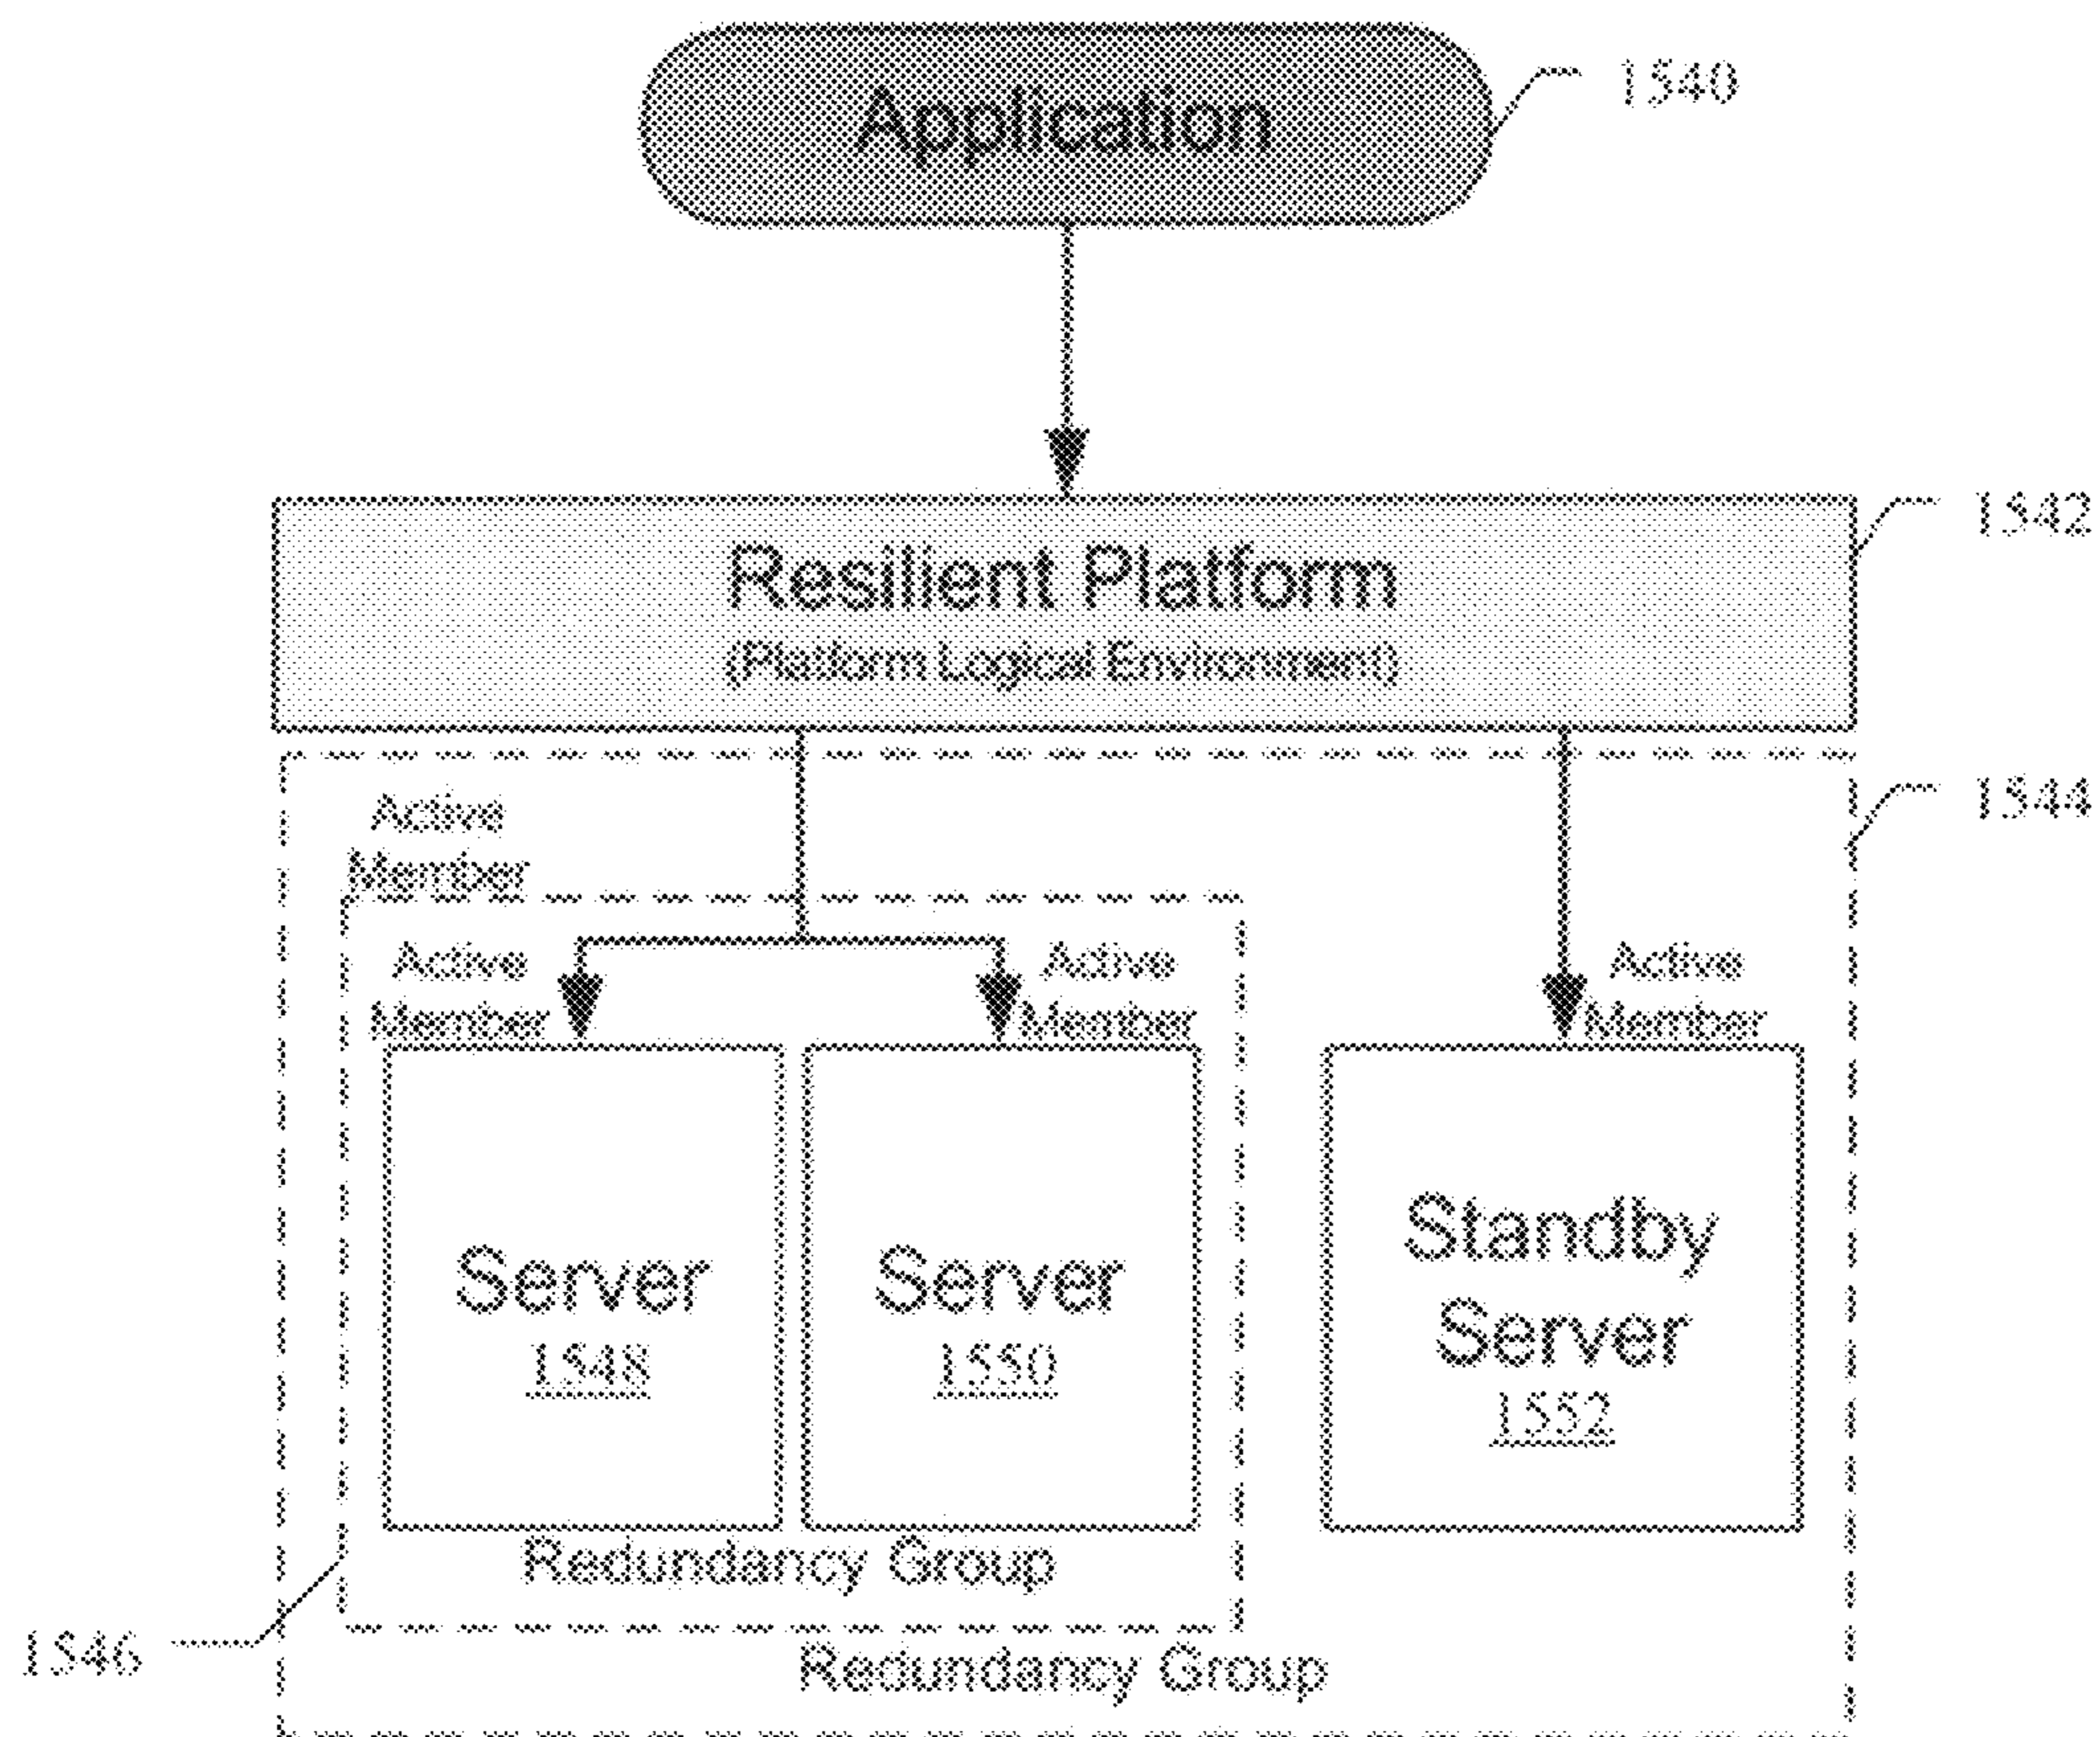 Application
1540
Resilient Platform
(Platform Logical Environment)
1542
1544
Active
Member
Active
Member
Active
Member
Active
Member
Server
1548
Server
1550
Standby
Server
1552
Redundancy Group
1546
Redundancy Group